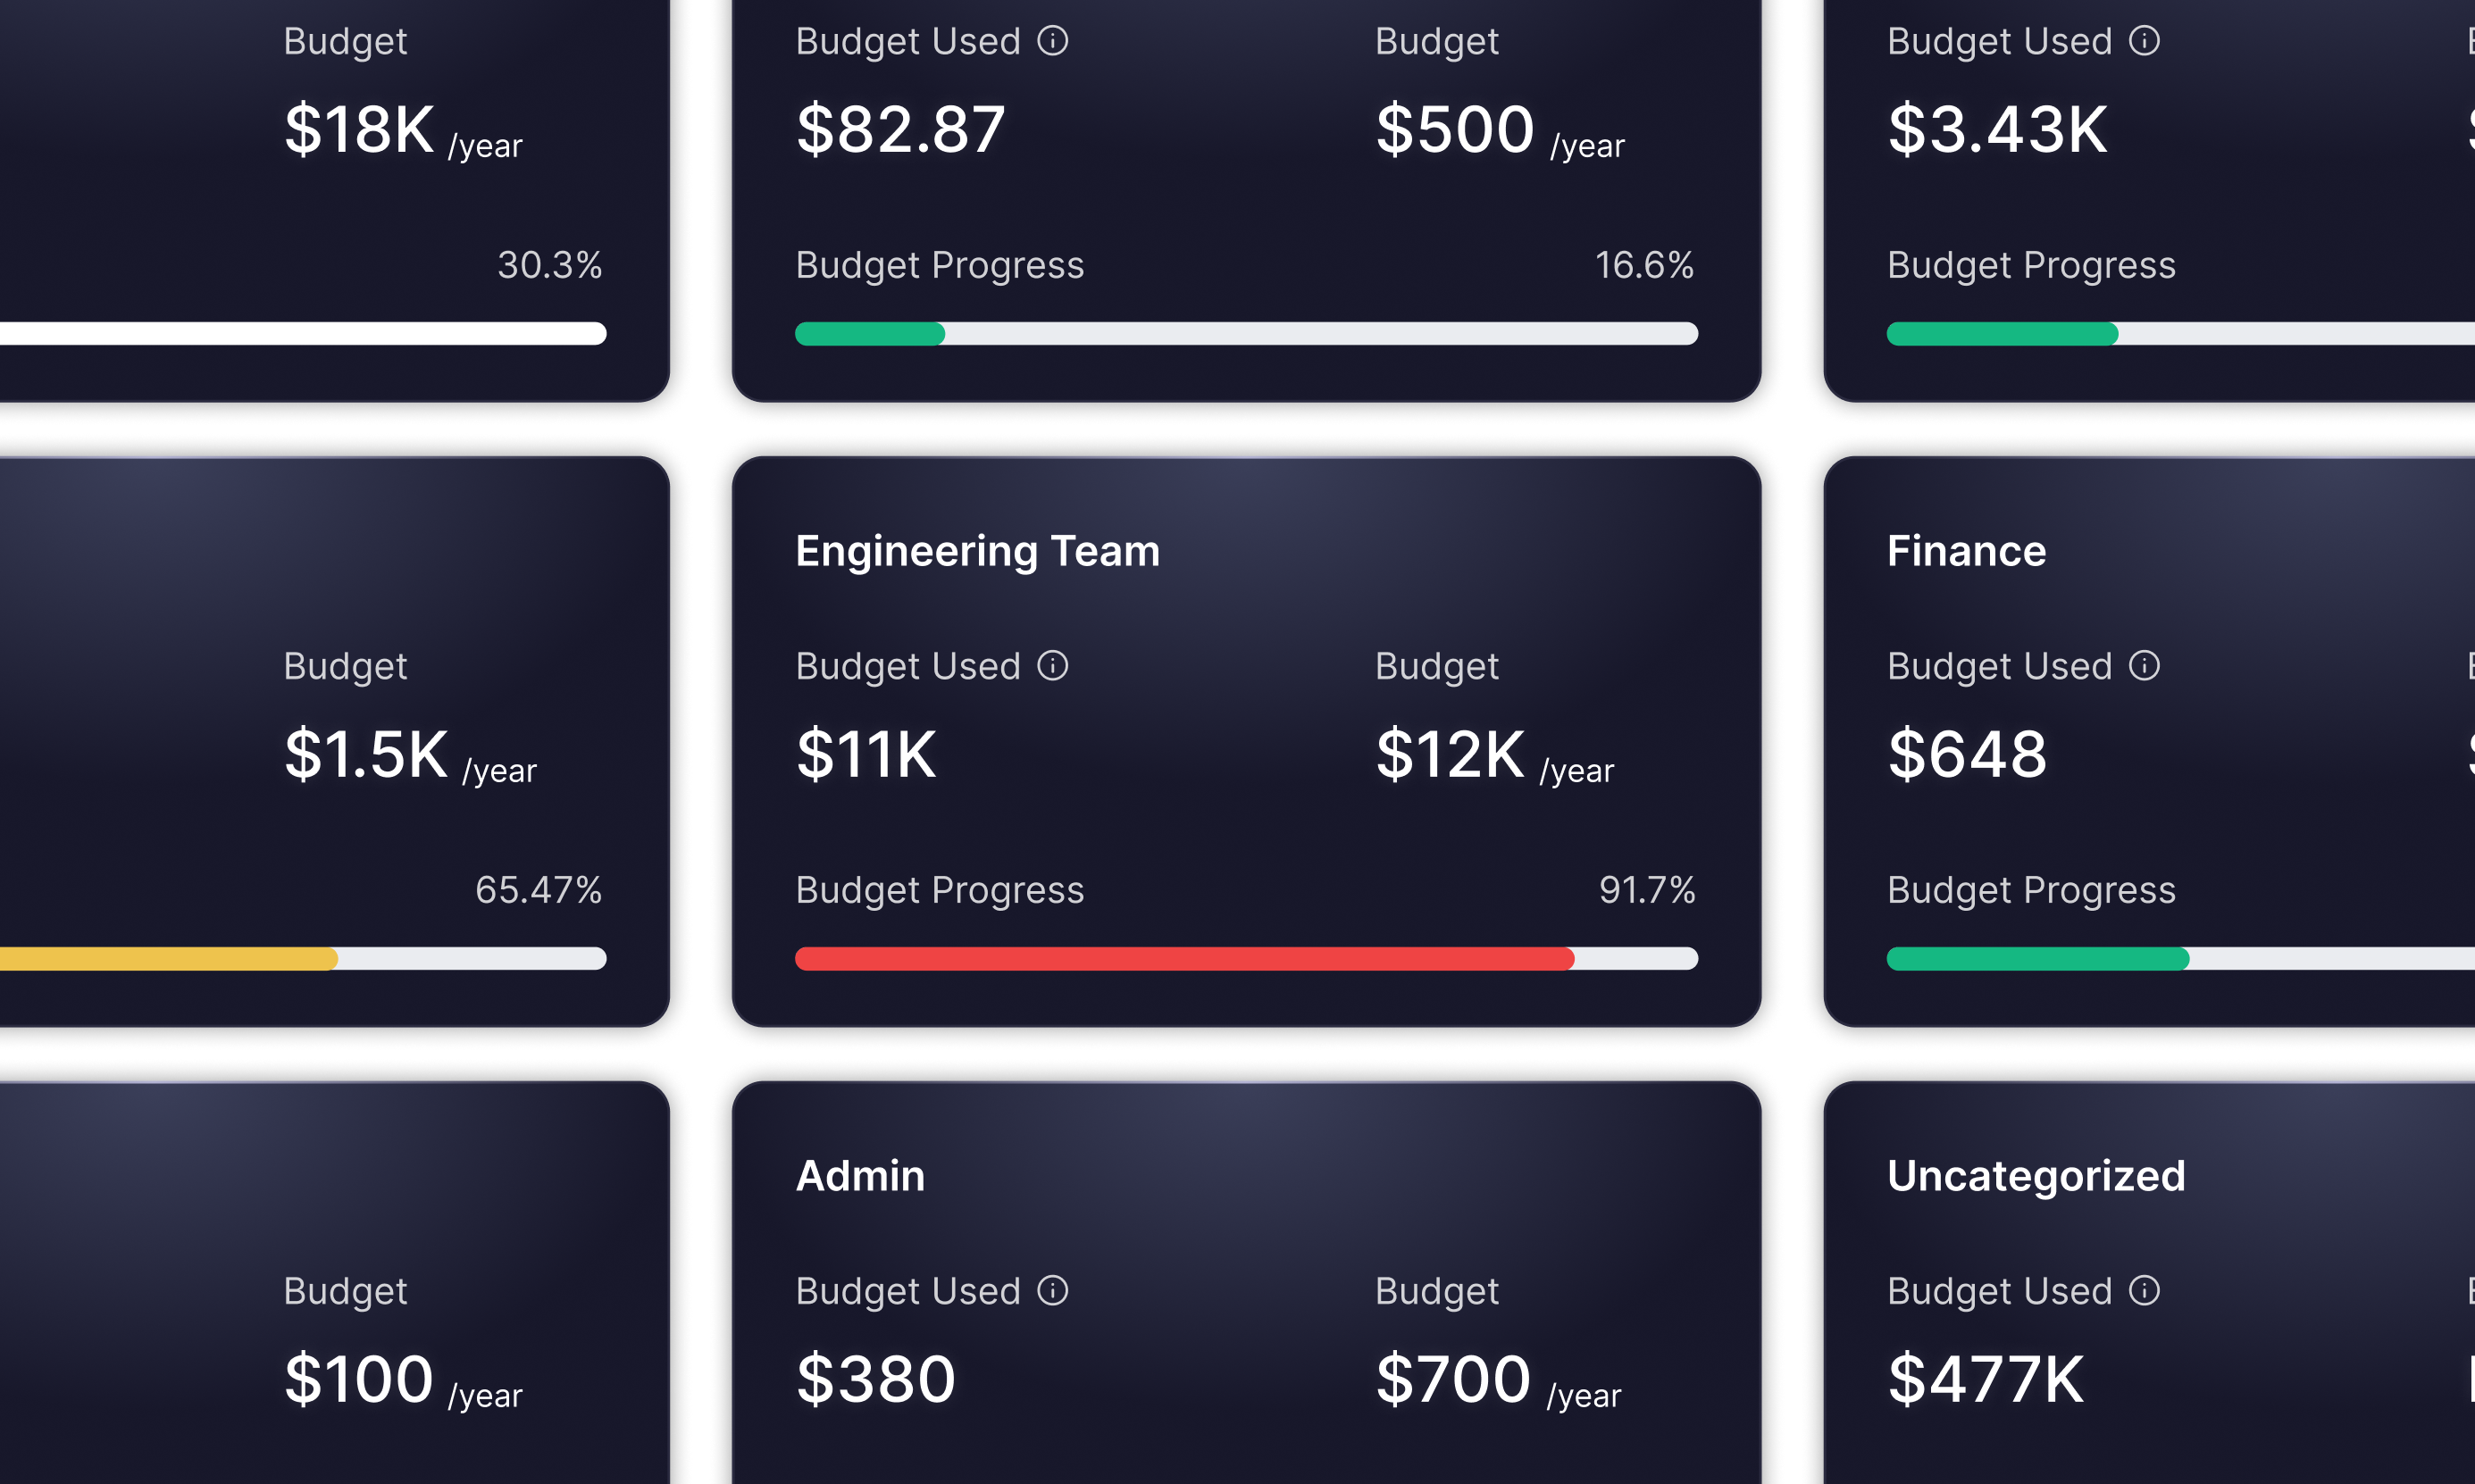 Budget
$18K /year
30.3%
Budget Used
Budget
$82.87
$500 /year
Budget Progress
16.6%
Budget Used
$3.43K
Budget Progress
Budget
$1.5K /year
65.47%
Engineering Team
Budget Used
Budget
$11K
$12K /year
Budget Progress
91.7%
Finance
Budget Used
$648
Budget Progress
Budget
$100 /year
Admin
Budget Used
Budget
$380
$700 /year
Uncategorized
Budget Used
$477K